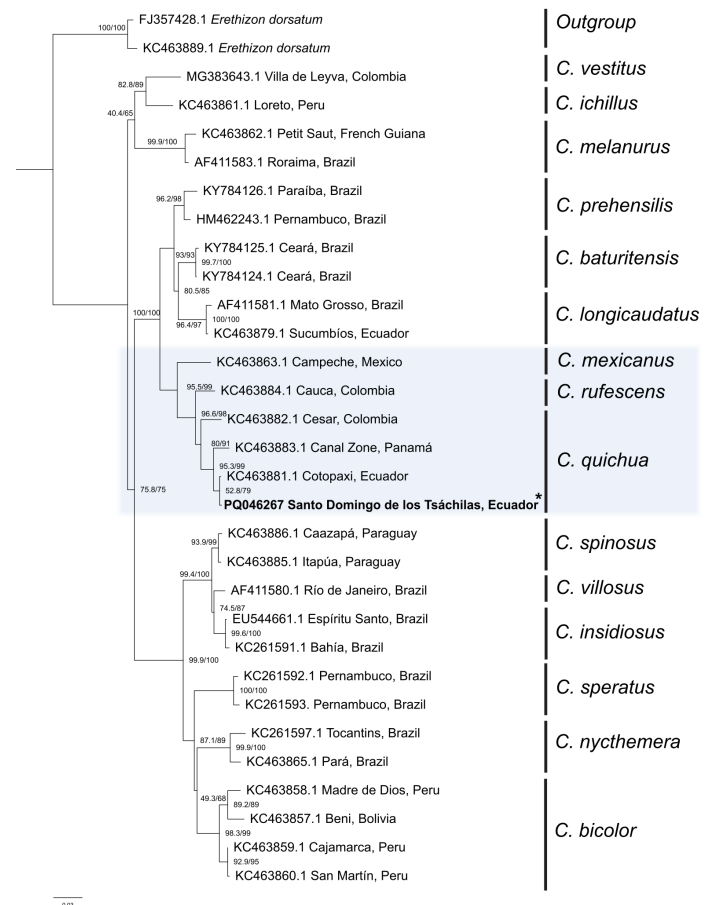 FJ357428.1 Erethizon dorsatum
100/100
KC463889.1 Erethizon dorsatum
Outgroup
MG383643.1 Villa de Leyva, Colombia
C. vestitus
82.8/89
KC463861.1 Loreto, Peru
C. ichillus
40.4/65
KC463862.1 Petit Saut, French Guiana
99.9/100
AF411583.1 Roraima, Brazil
C. melanurus
KY784126.1 Paraíba, Brazil
96.2/98
HM462243.1 Pernambuco, Brazil
C. prehensilis
KY784125.1 Ceará, Brazil
93/93
99.7/100
KY784124.1 Ceará, Brazil
C. baturitensis
80.5/85
AF411581.1 Mato Grosso, Brazil
100/100
100/100
96.4/97
KC463879.1 Sucumbíos, Ecuador
C. longicaudatus
KC463863.1 Campeche, Mexico
C. mexicanus
95.5/99
KC463884.1 Cauca, Colombia
C. rufescens
96.6/98
KC463882.1 Cesar, Colombia
80/91
KC463883.1 Canal Zone, Panamá
C. quichua
95.3/99
KC463881.1 Cotopaxi, Ecuador
52.8/79
75.8/75
PQ046267 Santo Domingo de los Tsáchilas, Ecuador*
KC463886.1 Caazapá, Paraguay
93.9/99
KC463885.1 Itapúa, Paraguay
C. spinosus
99.4/100
AF411580.1 Río de Janeiro, Brazil
C. villosus
74.5/87
EU544661.1 Espíritu Santo, Brazil
99.6/100
KC261591.1 Bahía, Brazil
C. insidiosus
99.9/100
KC261592.1 Pernambuco, Brazil
100/100
KC261593. Pernambuco, Brazil
C. speratus
KC261597.1 Tocantins, Brazil
87.1/89
99.9/100
KC463865.1 Pará, Brazil
C. nycthemera
KC463858.1 Madre de Dios, Peru
49.3/68
89.2/89
KC463857.1 Beni, Bolivia
C. bicolor
98.3/99
KC463859.1 Cajamarca, Peru
92.9/95
KC463860.1 San Martín, Peru